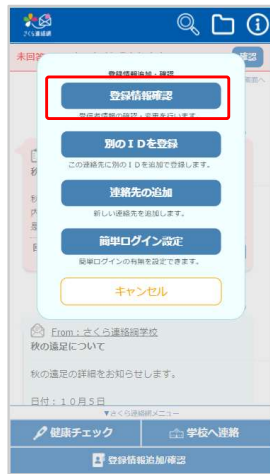 さくら連絡網
未回答
確認
登録情報追加・確認
登録情報確認
受信者情報の確認・変更を行います
別のＩＤを登録
この連絡先に別のＩＤを追加で登録します。
連絡先の追加
新しい連絡先を追加します。
簡単ログイン設定
簡単ログインの有無を設定できます。
キャンセル
From：さくら連絡網学校
秋の遠足について
秋の遠足の詳細をお知らせ
日付：１０月５日
▼さくら連絡網メニュー
健康チェック
学校へ連絡
登録情報追加/確認